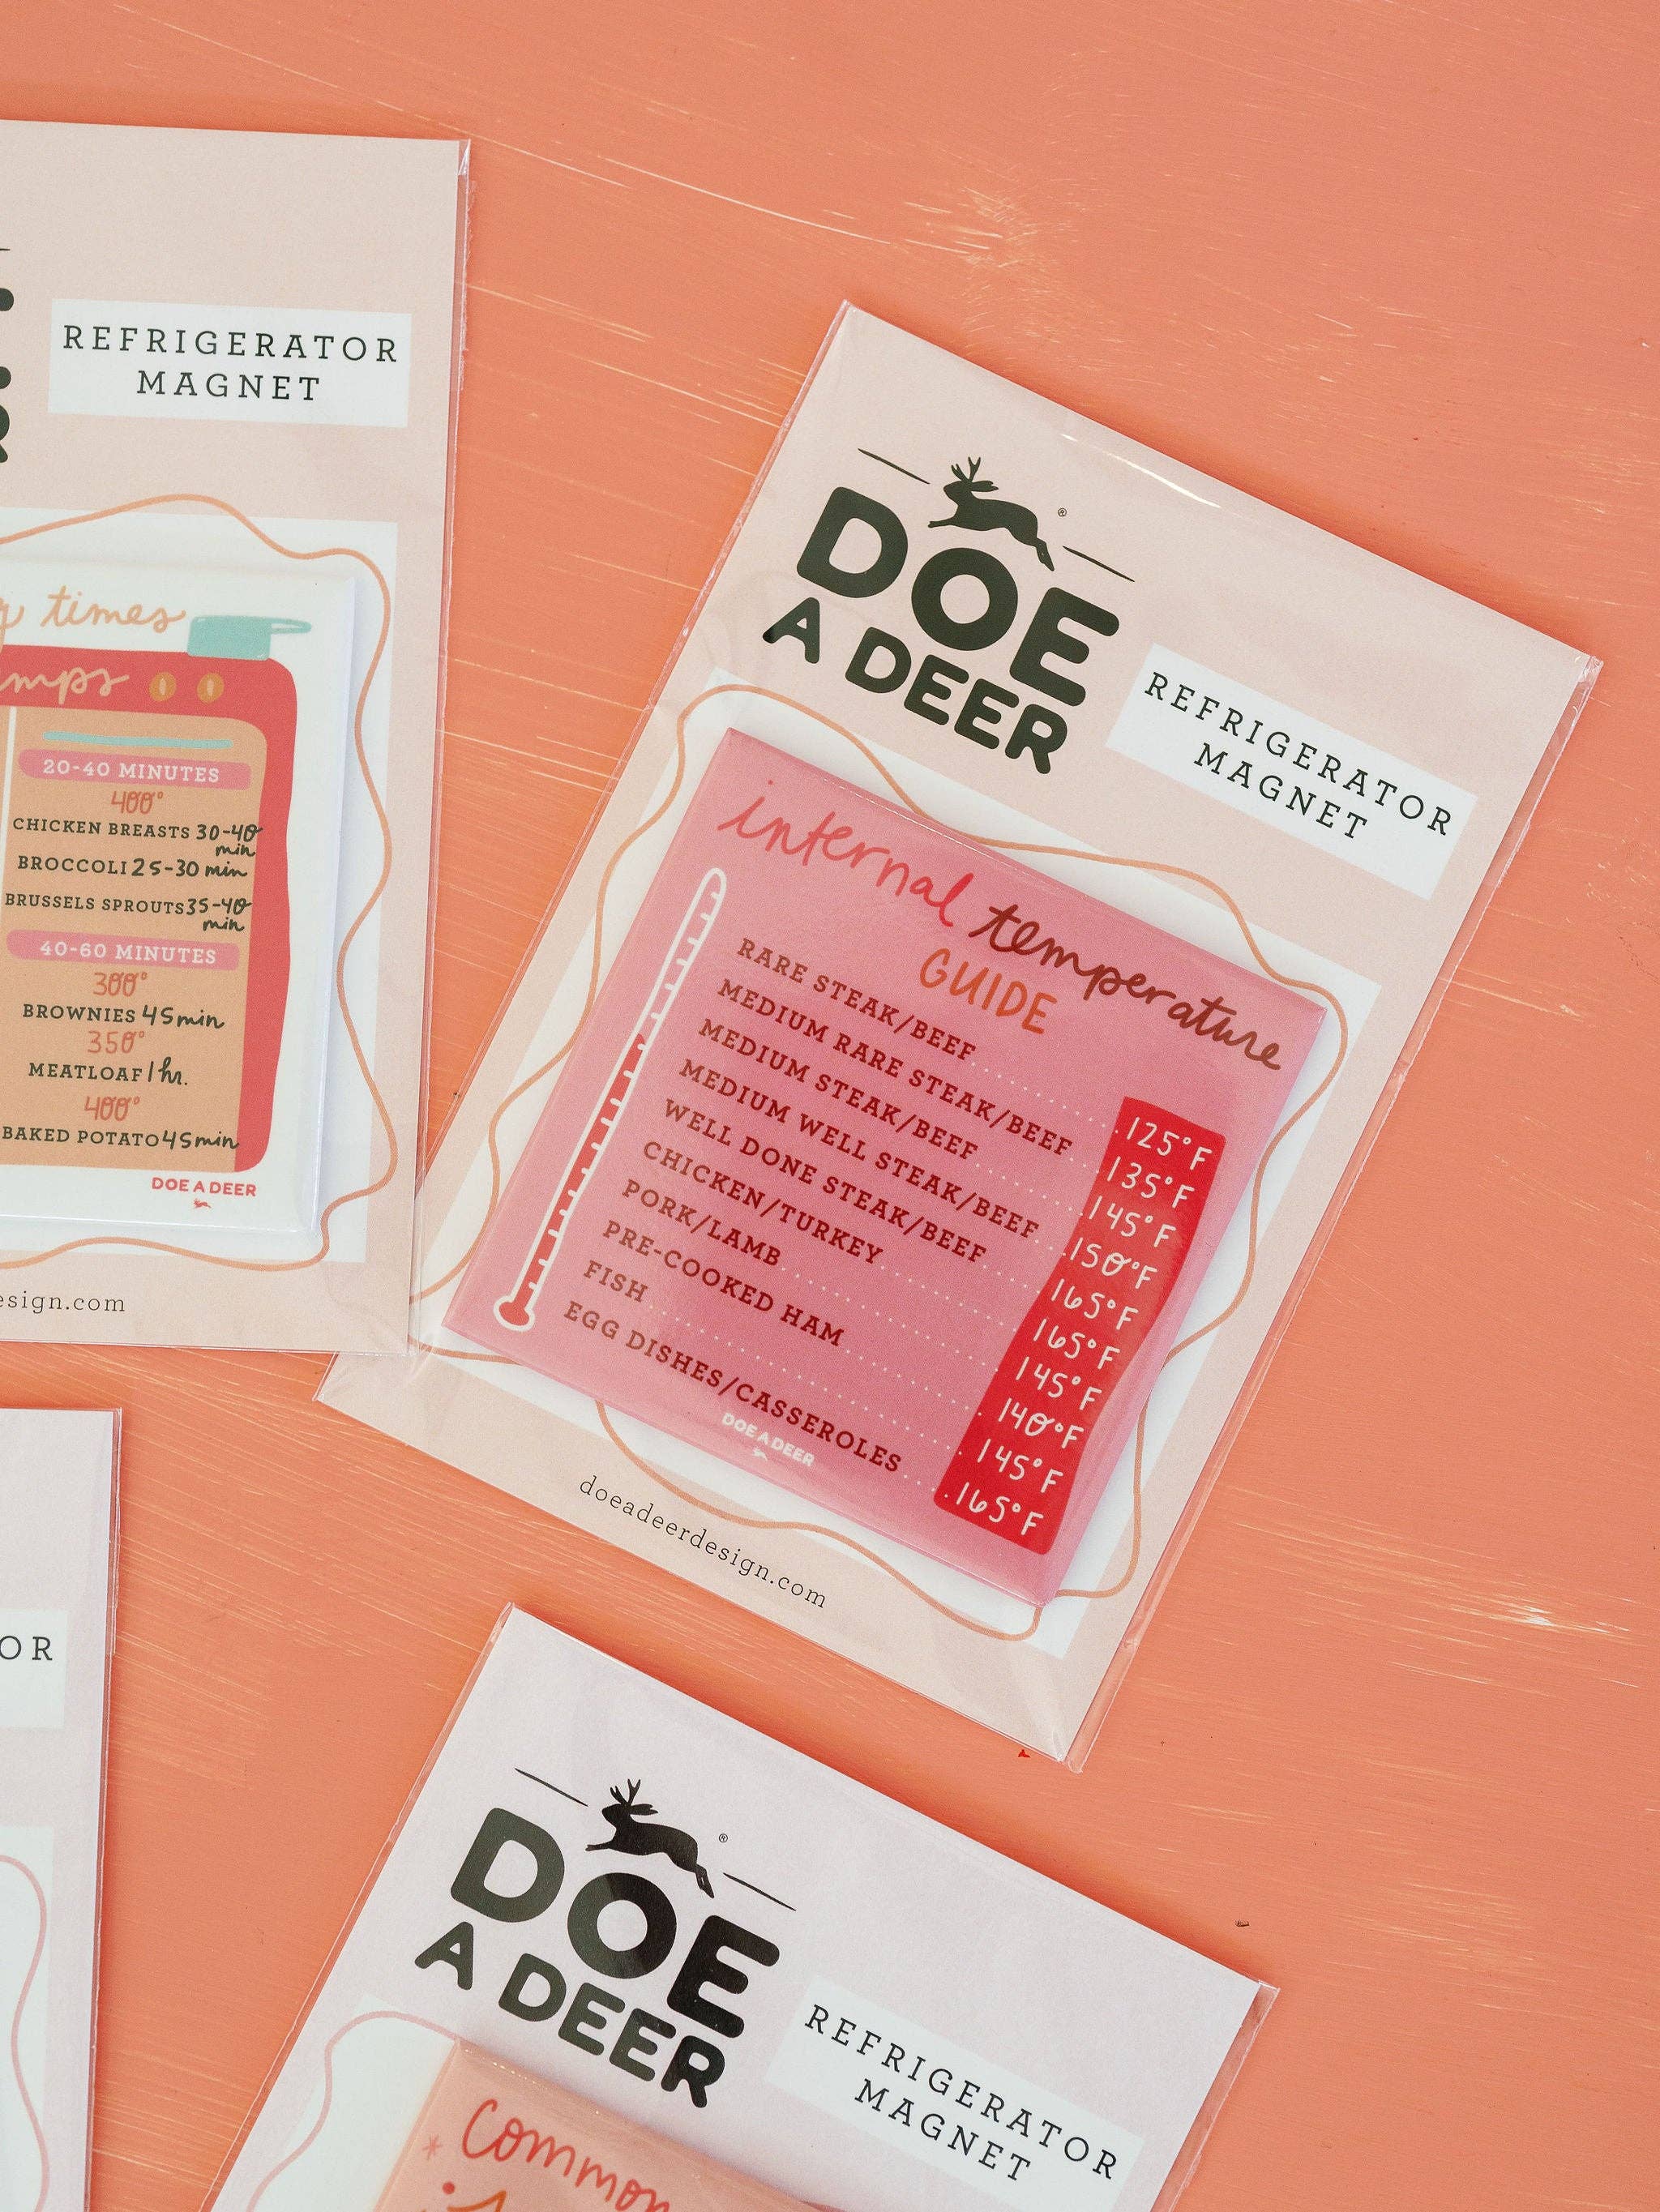 REFRIGERATOR
MAGNET
times
20-40 MINUTES
400°
CHICKEN BREASTS 30-40
min
BROCCOLI 25-30 min
BRUSSELS SPROUTS 35-40
min
40-60 MINUTES
300°
BROWNIES 45min
350°
MEATLOAF 1 hr.
400°
BAKED POTATO 45min
DOE A DEER
DOE
A DEER
®
REFRIGERATOR
MAGNET
internal temperature
GUIDE
RARE STEAK/BEEF 125°F
MEDIUM RARE STEAK/BEEF 135°F
MEDIUM STEAK/BEEF 145°F
MEDIUM WELL STEAK/BEEF 150°F
WELL DONE STEAK/BEEF 165°F
CHICKEN/TURKEY 165°F
PORK/LAMB 145°F
PRE-COOKED HAM 140°F
FISH 145°F
EGG DISHES/CASSEROLES 165°F
DOE A DEER
doeadeerdesign.com
DOE
A DEER
®
REFRIGERATOR
MAGNET
Common